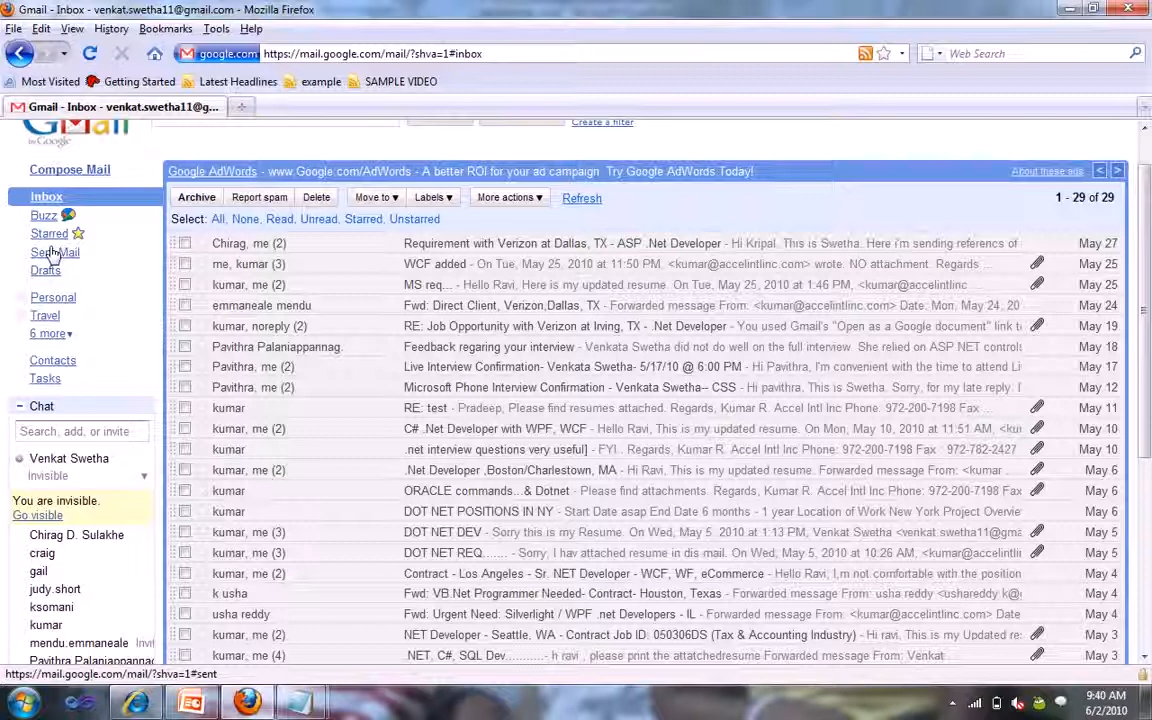 Gmail - Inbox - venkat.swetha11@gmail.com - Mozilla Firefox
File Edit View History Bookmarks Tools Help
google.com https://mail.google.com/mail/?shva=1#inbox Web Search
Most Visited Getting Started Latest Headlines example SAMPLE VIDEO
Gmail - Inbox - venkat.swetha11@g...
Gmail
by Google
Create a filter
Compose Mail
Google AdWords - www.Google.com/AdWords - A better ROI for your ad campaign Try Google AdWords Today! About these ads < >
Inbox
Archive Report spam Delete Move to ▾ Labels ▾ More actions ▾ Refresh 1 - 29 of 29
Buzz
Select: All, None, Read, Unread, Starred, Unstarred
Starred
Sent Mail
Drafts
Personal
Travel
6 more▾
Contacts
Tasks
Chirag, me (2) Requirement with Verizon at Dallas, TX - ASP .Net Developer - Hi Kripal. This is Swetha. Here i'm sending reference of May 27
me, kumar (3) WCF added - On Tue, May 25, 2010 at 11:50 PM, <kumar@accelintlinc.com> wrote: NO attachment. Regards ... May 25
kumar, me (2) MS req... - Hello Ravi, Here is my updated resume. On Tue, May 25, 2010 at 1:46 PM, <kumar@accelintlinc May 25
emmaneale mendu Fwd: Direct Client, Verizon,Dallas, TX - Forwarded message From: <kumar@accelintlinc.com> Date: Mon, May 24, 20 May 24
kumar, noreply (2) RE: Job Opportunity with Verizon at Irving, TX - .Net Developer - You used Gmail's "Open as a Google document" link to May 19
Pavithra Palaniappannag. Feedback regaring your interview - Venkata Swetha did not do well on the full interview. She relied on ASP NET controls May 18
Pavithra, me (2) Live Interview Confirmation- Venkata Swetha- 5/17/10 @ 6:00 PM - Hi Pavithra, I'm convenient with the time to attend Li May 17
Pavithra, me (2) Microsoft Phone Interview Confirmation - Venkata Swetha-- CSS - Hi pavithra. This is Swetha. Sorry, for my late reply. I May 12
kumar RE: test - Pradeep, Please find resumes attached. Regards, Kumar R. Accel Intl Inc Phone: 972-200-7198 Fax ... May 11
kumar, me (2) C# .Net Developer with WPF, WCF - Hello Ravi, This is my updated resume. On Mon, May 10, 2010 at 11:51 AM, <ku May 10
kumar .net interview questions very useful] - FYI.. Regards, Kumar R. Accel Intl Inc Phone: 972-200-7198 Fax: 972-782-2427 May 10
kumar, me (2) .Net Developer ,Boston/Charlestown, MA - Hi Ravi, This is my updated resume. Forwarded message From: <kumar May 6
kumar ORACLE commands...& Dotnet - Please find attachments. Regards, Kumar R. Accel Intl Inc Phone: 972-200-7198 Fax May 6
kumar DOT NET POSITIONS IN NY - Start Date asap End Date 6 months - 1 year Location of Work New York Project Overvie May 6
kumar, me (3) DOT NET DEV - Sorry this is my Resume. On Wed, May 5, 2010 at 1:13 PM, Venkat Swetha <venkat.swetha11@gma May 5
kumar, me (3) DOT NET REQ....... - Sorry, I hav attached resume in dis mail. On Wed, May 5, 2010 at 10:26 AM, <kumar@accelintlin May 5
kumar, me (2) Contract - Los Angeles - Sr. NET Developer - WCF, WF, eCommerce - Hello Ravi, I,m not comfortable with the position May 4
k usha Fwd: VB.Net Programmer Needed- Contract- Houston, Texas - Forwarded message From: usha reddy <ushareddy k@g May 4
usha reddy Fwd: Urgent Need: Silverlight / WPF .net Developers - IL - Forwarded message From: <kumar@accelintlinc.com> Date May 4
kumar, me (2) NET Developer - Seattle, WA - Contract Job ID: 050306DS (Tax & Accounting Industry) - Hi ravi , This is my Updated re May 3
kumar, me (4) .NET, C#, SQL Dev.......... - h ravi , please pnnt the attatchedresume Forwarded message From: Venkat May 3
– Chat
Search, add, or invite
Venkat Swetha
Invisible
You are invisible.
Go visible
Chirag D. Sulakhe
craig
gail
judy.short
ksomani
kumar
mendu.emmaneale Invi
Pavithra Palaniappannag
https://mail.google.com/mail/?shva=1#sent
9:40 AM
6/2/2010